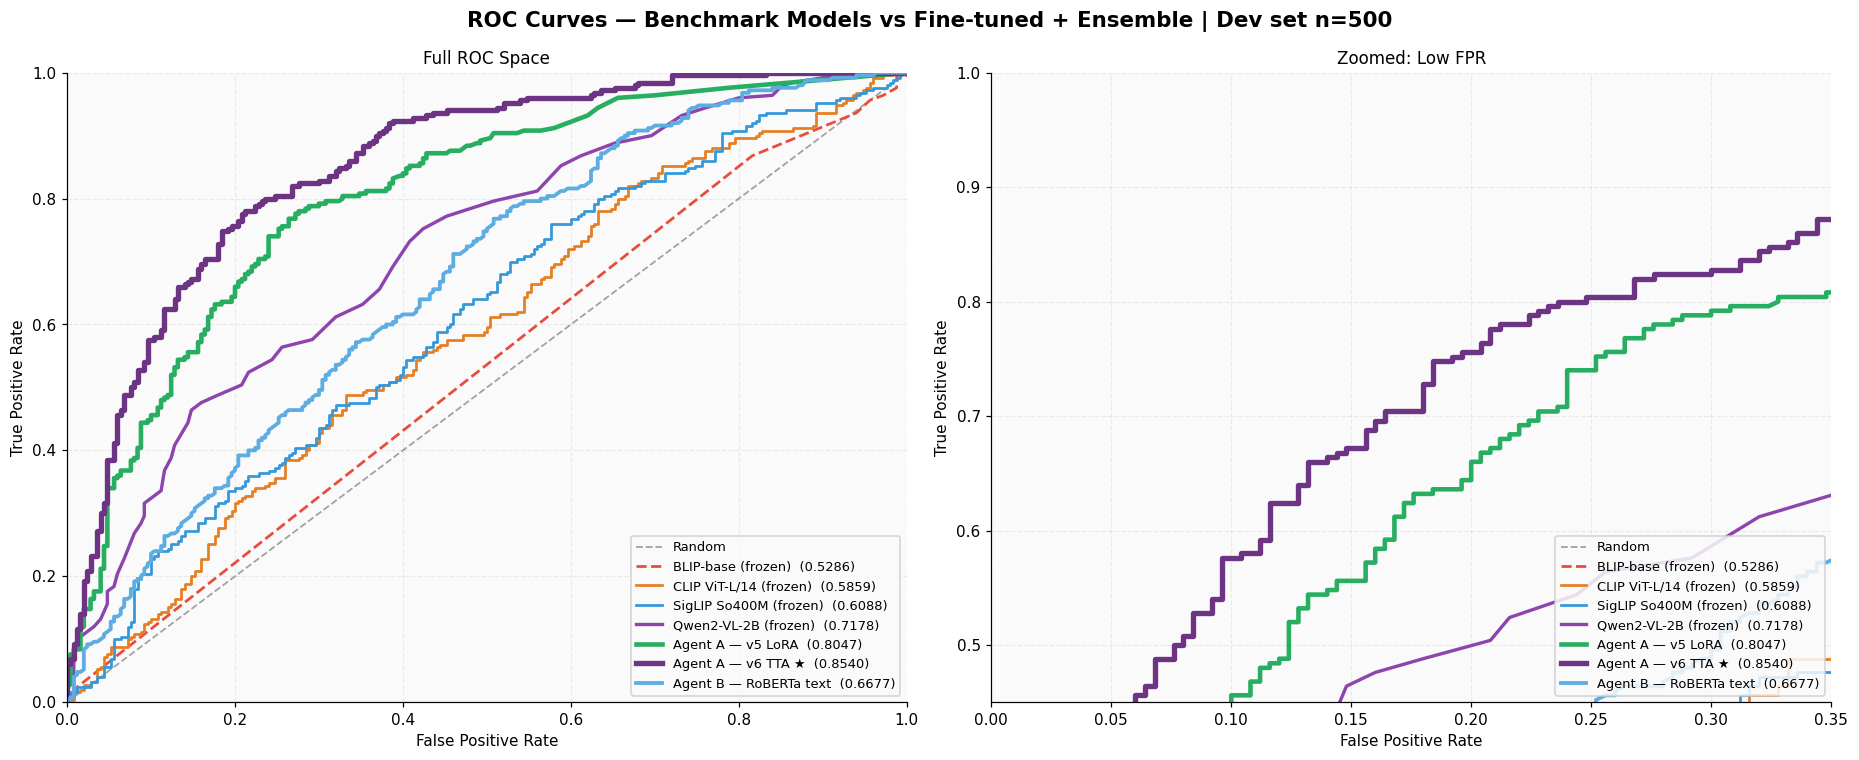 ROC Curves — Benchmark Models vs Fine-tuned + Ensemble | Dev set n=500
Full ROC Space
True Positive Rate
1.0
0.8
0.6
0.4
0.2
0.0
0.0 0.2 0.4 0.6 0.8 1.0
False Positive Rate
Random
BLIP-base (frozen) (0.5286)
CLIP ViT-L/14 (frozen) (0.5859)
SigLIP So400M (frozen) (0.6088)
Qwen2-VL-2B (frozen) (0.7178)
Agent A — v5 LoRA (0.8047)
Agent A — v6 TTA ★ (0.8540)
Agent B — RoBERTa text (0.6677)
Zoomed: Low FPR
True Positive Rate
1.0
0.9
0.8
0.7
0.6
0.5
0.00 0.05 0.10 0.15 0.20 0.25 0.30 0.35
False Positive Rate
Random
BLIP-base (frozen) (0.5286)
CLIP ViT-L/14 (frozen) (0.5859)
SigLIP So400M (frozen) (0.6088)
Qwen2-VL-2B (frozen) (0.7178)
Agent A — v5 LoRA (0.8047)
Agent A — v6 TTA ★ (0.8540)
Agent B — RoBERTa text (0.6677)